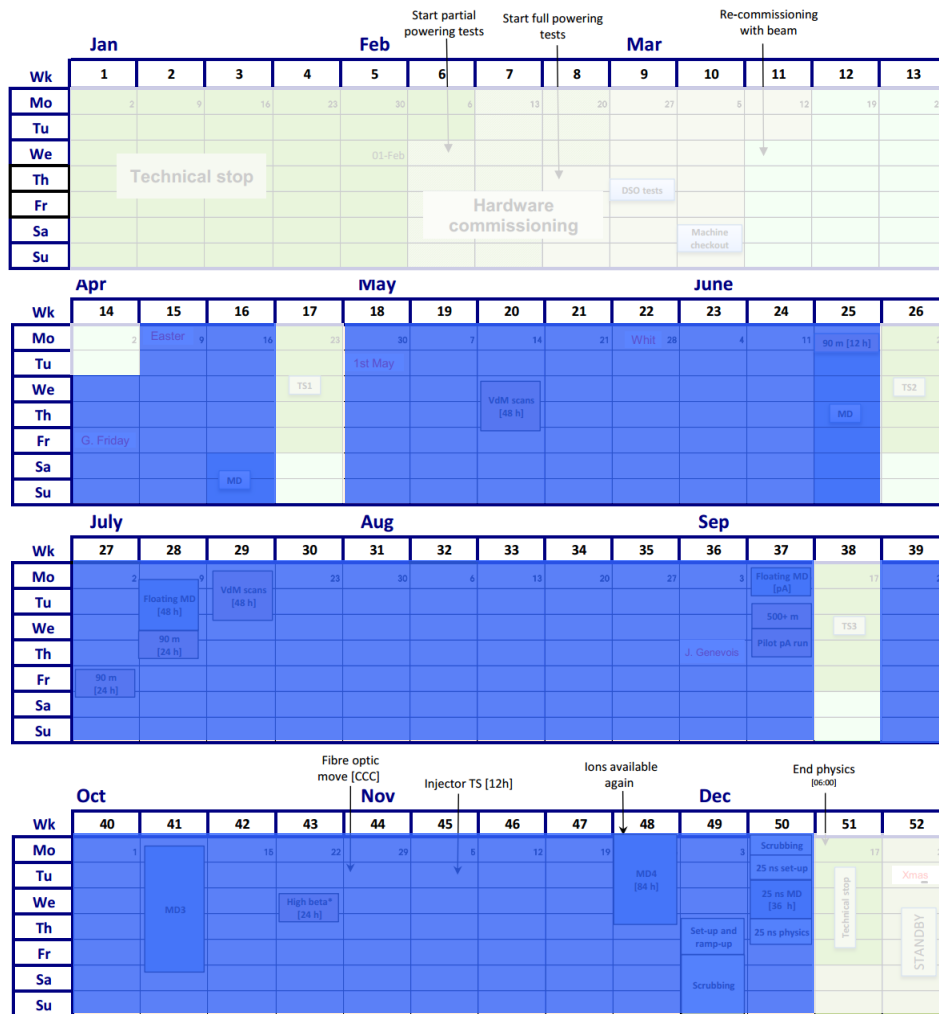 Start partial powering tests
Start full powering tests
Re-commissioning with beam
Jan Feb Mar
Wk 1 2 3 4 5 6 7 8 9 10 11 12 13
Mo 2 9 16 23 30 6 13 20 27 5 12 19
Tu
We 01-Feb
Th
Technical stop
DSO tests
Fr
Hardware commissioning
Sa
Machine checkout
Su
Apr May June
Wk 14 15 16 17 18 19 20 21 22 23 24 25 26
Mo 2 Easter 9 16 23 30 7 14 21 Whit 28 4 11 90 m [12 h]
Tu 1st May
We TS1 TS2
VdM scans [48 h]
Th MD
Fr G. Friday
Sa
MD
Su
July Aug Sep
Wk 27 28 29 30 31 32 33 34 35 36 37 38 39
Mo 2 9 23 30 6 13 20 27 3 Floating MD [pA] 17
VdM scans [48 h]
Tu Floating MD [48 h]
500+ m
We TS3
90 m [24 h]
Pilot pA run
Th J. Genevois
Fr 90 m [24 h]
Sa
Su
Fibre optic move [CCC]
Injector TS [12h]
Ions available again
End physics [06:00]
Oct Nov Dec
Wk 40 41 42 43 44 45 46 47 48 49 50 51 52
Mo 1 15 22 29 5 12 19 3 Scrubbing 17
Tu MD4 [84 h] 25 ns set-up Xmas
We MD3 High beta* [24 h] 25 ns MD [36 h] Technical stop
Th Set-up and ramp-up 25 ns physics STANDBY
Fr
Sa Scrubbing
Su